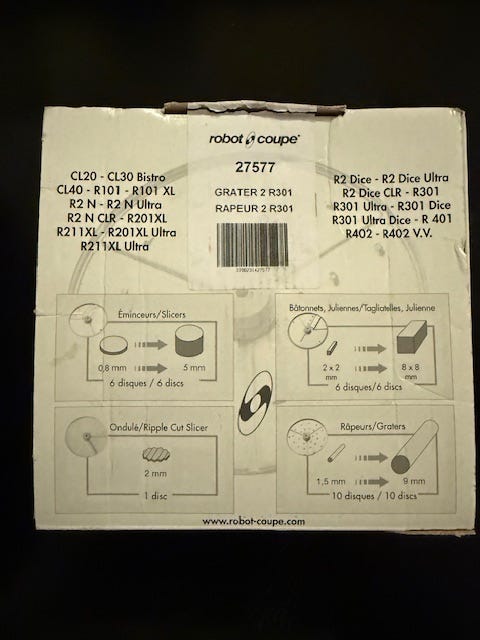 robot coupe®
27577
GRATER 2 R301
RAPEUR 2 R301
CL20 - CL30 Bistro
CL40 - R101 - R101 XL
R2 N - R2 N Ultra
R2 N CLR - R201XL
R211XL - R201XL Ultra
R211XL Ultra
R2 Dice - R2 Dice Ultra
R2 Dice CLR - R301
R301 Ultra - R301 Dice
R301 Ultra Dice - R 401
R402 - R402 V.V.
Éminceurs/Slicers
0,8 mm 5 mm
6 disques / 6 discs
Bâtonnets, Juliennes/Tagliatelles, Julienne
2 x 2 8 x 8
mm mm
6 disques/6 discs
Ondulé/Ripple Cut Slicer
2 mm
1 disc
Râpeurs/Graters
1,5 mm 9 mm
10 disques / 10 discs
www.robot-coupe.com